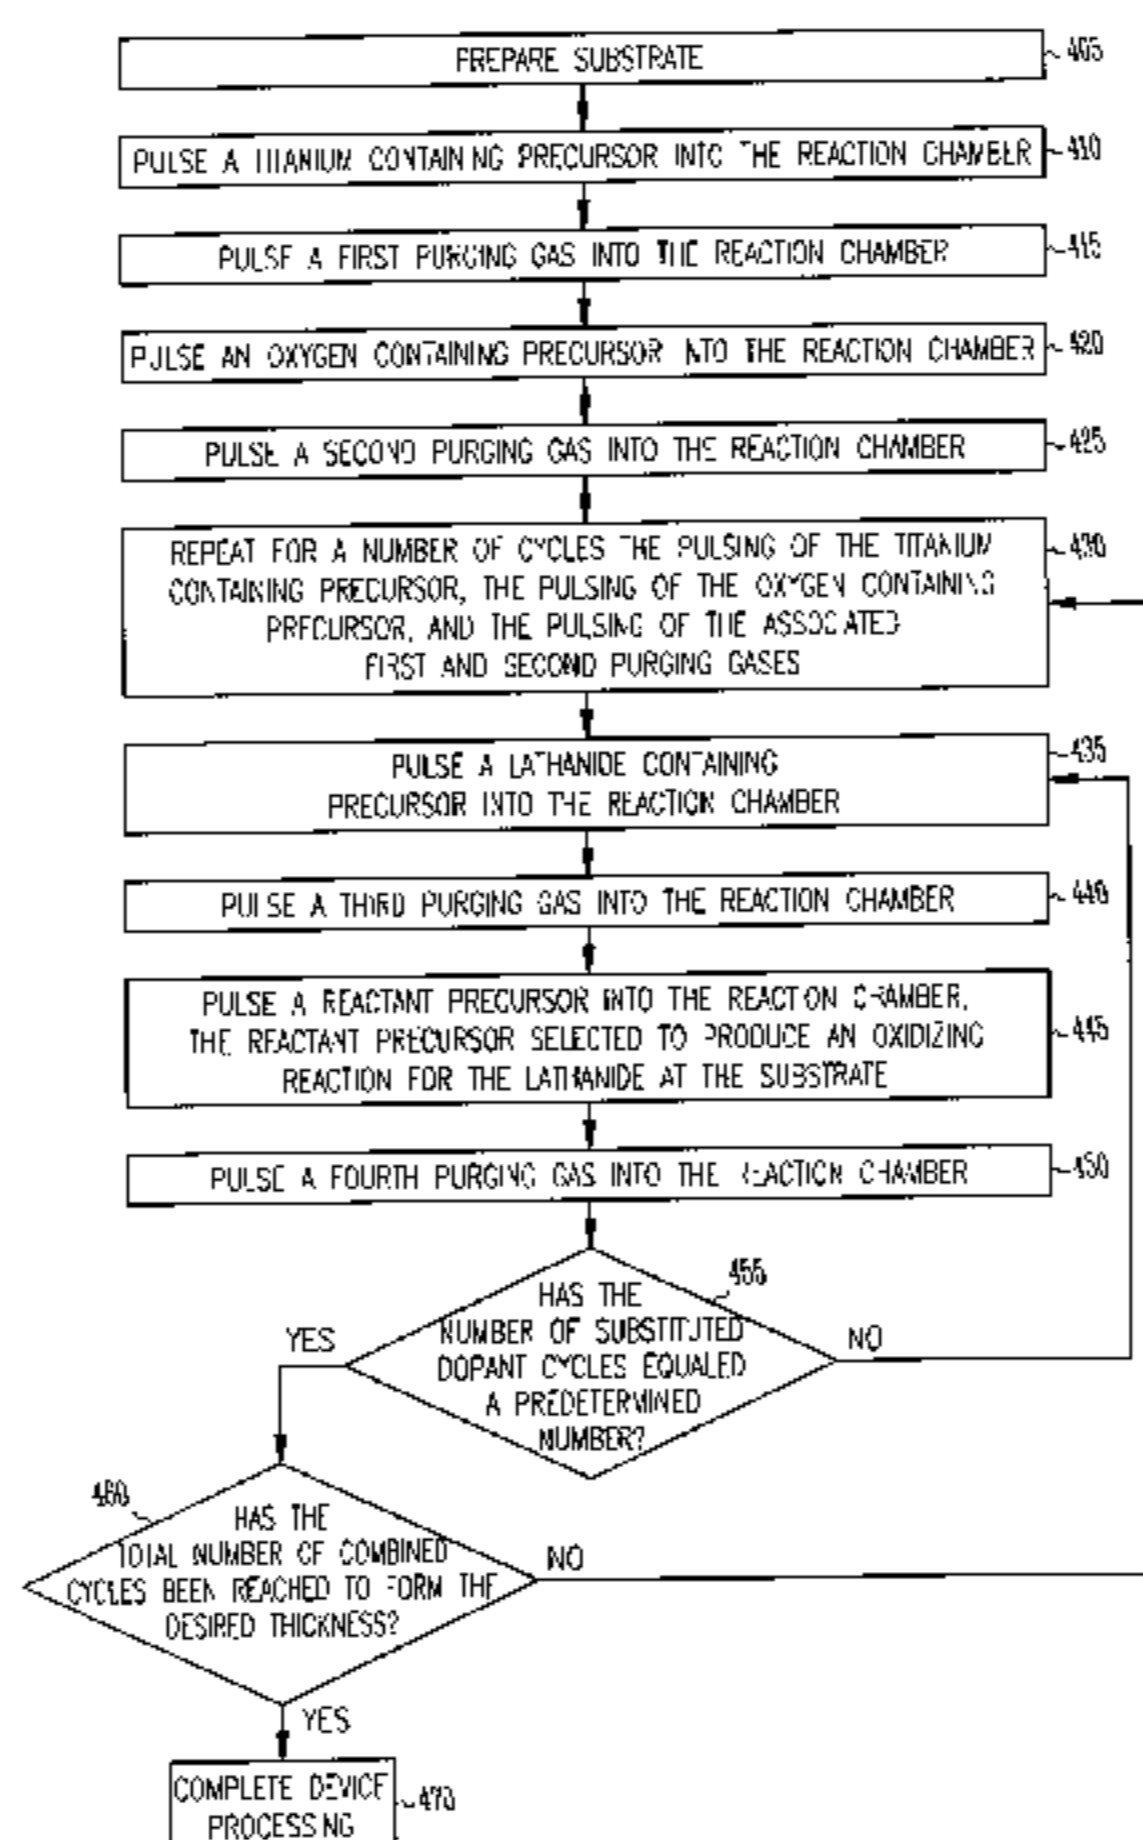 PREPARE SUBSTRATE
405
PULSE A TITANIUM CONTAINING PRECURSOR INTO THE REACTION CHAMBER
410
PULSE A FIRST PURGING GAS INTO THE REACTION CHAMBER
415
PULSE AN OXYGEN CONTAINING PRECURSOR INTO THE REACTION CHAMBER
420
PULSE A SECOND PURGING GAS INTO THE REACTION CHAMBER
425
REPEAT FOR A NUMBER OF CYCLES THE PULSING OF THE TITANIUM
CONTAINING PRECURSOR, THE PULSING OF THE OXYGEN CONTAINING
PRECURSOR, AND THE PULSING OF THE ASSOCIATED
FIRST AND SECOND PURGING GASES
430
PULSE A LATHANIDE CONTAINING
PRECURSOR INTO THE REACTION CHAMBER
435
PULSE A THIRD PURGING GAS INTO THE REACTION CHAMBER
440
PULSE A REACTANT PRECURSOR INTO THE REACTION CHAMBER,
THE REACTANT PRECURSOR SELECTED TO PRODUCE AN OXIDIZING
REACTION FOR THE LATHANIDE AT THE SUBSTRATE
445
PULSE A FOURTH PURGING GAS INTO THE REACTION CHAMBER
450
455
HAS THE
NUMBER OF SUBSTITUTED
DOPANT CYCLES EQUALED
A PREDETERMINED
NUMBER?
YES
NO
460
HAS THE
TOTAL NUMBER OF COMBINED
CYCLES BEEN REACHED TO FORM THE
DESIRED THICKNESS?
NO
YES
COMPLETE DEVICE
PROCESSING
470